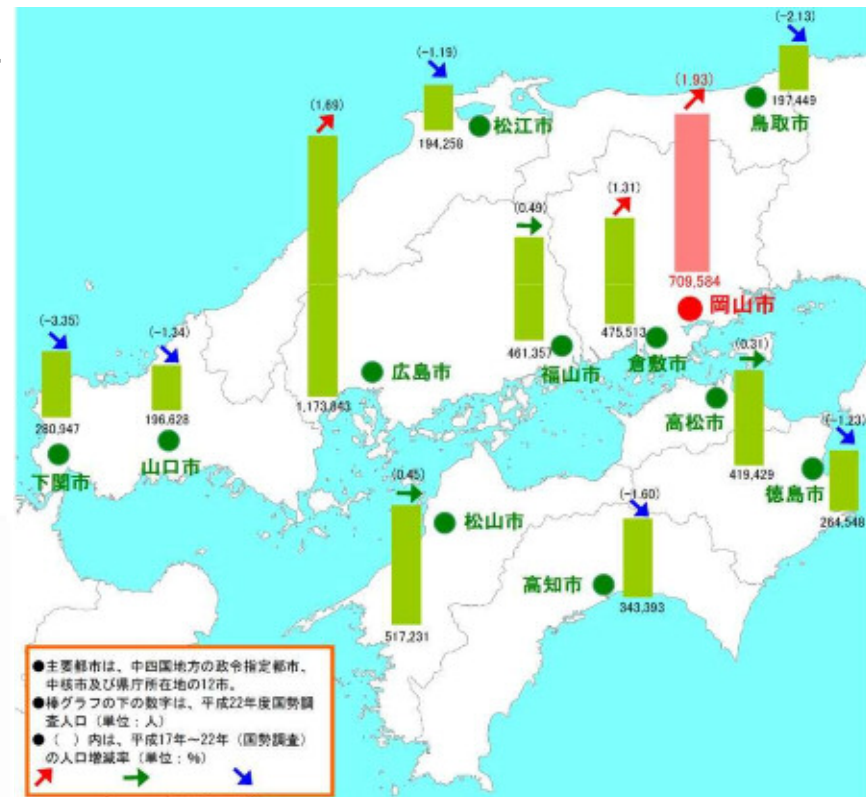 (-2.13)
197,449
鳥取市
(-1.19)
194,258
松江市
(1.93)
709,584
岡山市
(1.69)
1,173,843
広島市
(0.49)
461,357
福山市
(1.31)
475,513
倉敷市
(-3.35)
280,947
下関市
(-1.34)
196,628
山口市
(0.31)
419,429
高松市
(-1.23)
264,548
徳島市
(0.45)
517,231
松山市
(-1.60)
343,393
高知市
●主要都市は、中四国地方の政令指定都市、
中核市及び県庁所在地の12市。
●棒グラフの下の数字は、平成22年度国勢調
査人口（単位：人）
●（　）内は、平成17年～22年（国勢調査）
の人口増減率（単位：％）